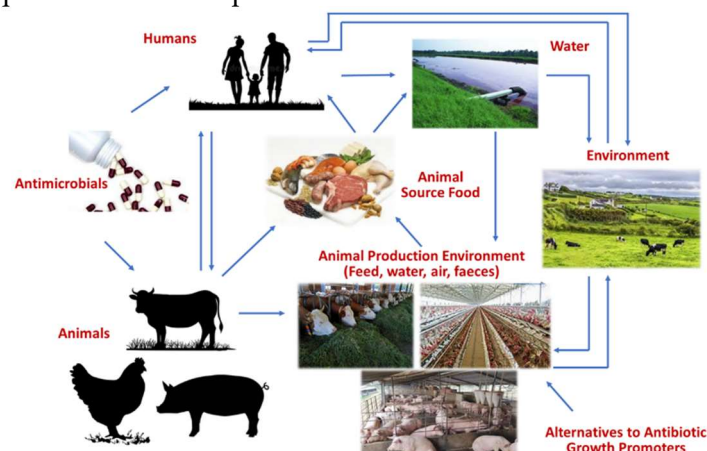 Humans
Water
Environment
Antimicrobials
Animal
Source Food
Animal Production Environment
(Feed, water, air, faeces)
Animals
Alternatives to Antibiotic
Growth Promoters